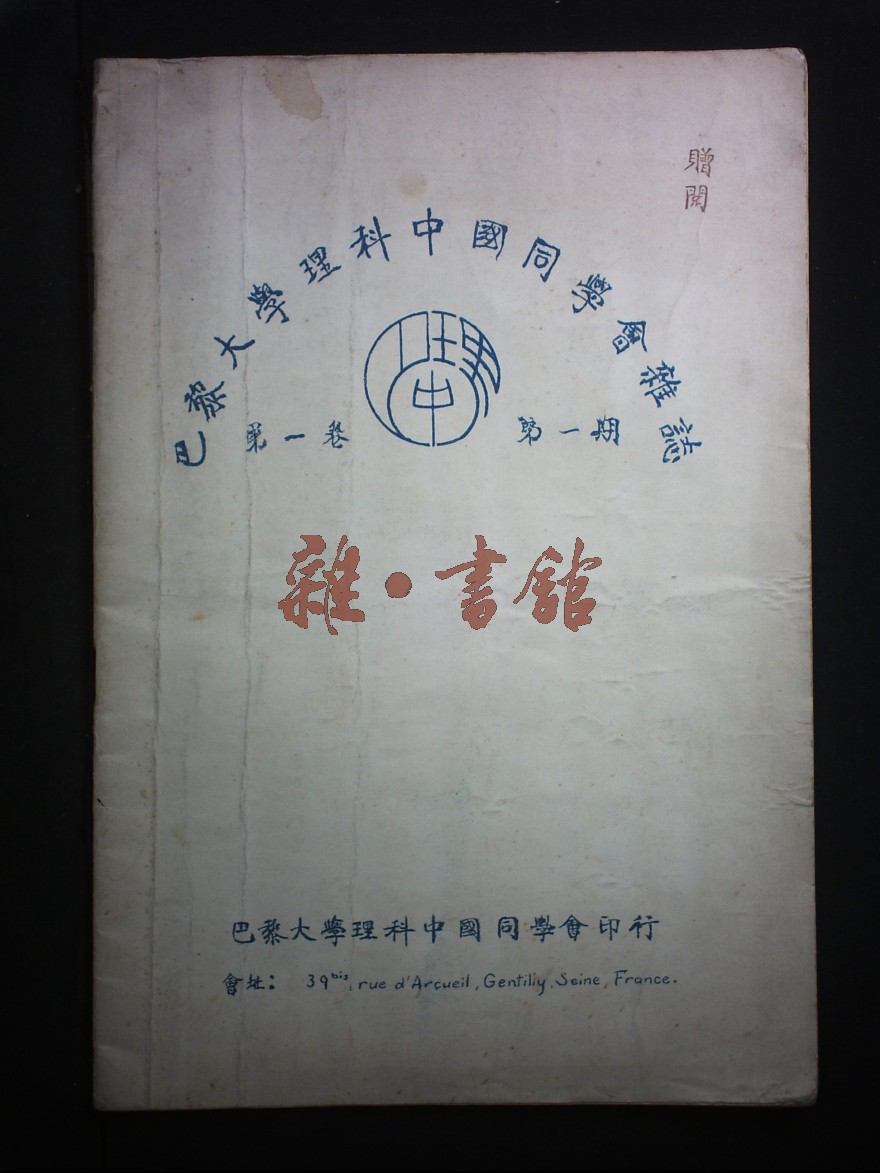 贈閱
巴黎大學理科中國同學會雜誌
理中
第一卷 第一期
雜·書館
巴黎大學理科中國同學會印行
會址: 39bis, rue d'Arcueil, Gentilly, Seine, France.